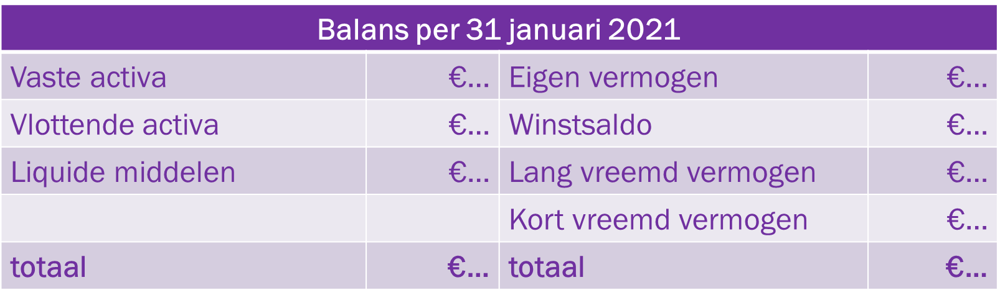 Balans per 31 januari 2021
Vaste activa €... Eigen vermogen €...
Vlottende activa €... Winstsaldo €...
Liquide middelen €... Lang vreemd vermogen €...
Kort vreemd vermogen €...
totaal €... totaal €...